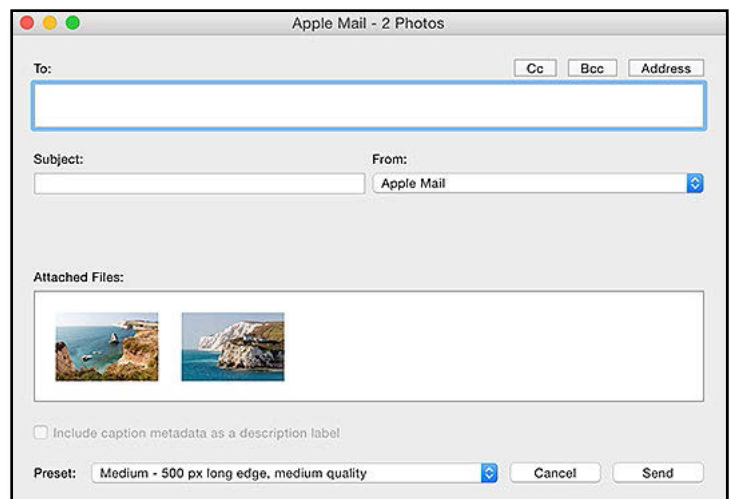 Apple Mail - 2 Photos
To: Cc Bcc Address
Subject: From:
Apple Mail
Attached Files:
Include caption metadata as a description label
Preset: Medium - 500 px long edge, medium quality Cancel Send